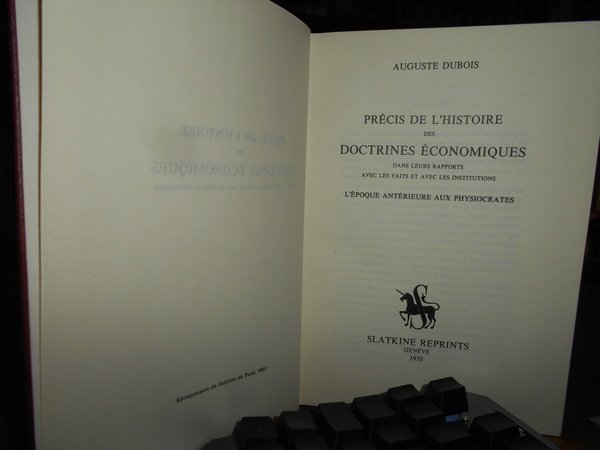 Réimpression de l'édition de Paris, 1903
AUGUSTE DUBOIS
PRÉCIS DE L'HISTOIRE
DES
DOCTRINES ÉCONOMIQUES
DANS LEURS RAPPORTS
AVEC LES FAITS ET AVEC LES INSTITUTIONS
L'ÉPOQUE ANTÉRIEURE AUX PHYSIOCRATES
S
SLATKINE REPRINTS
GENÈVE
1970